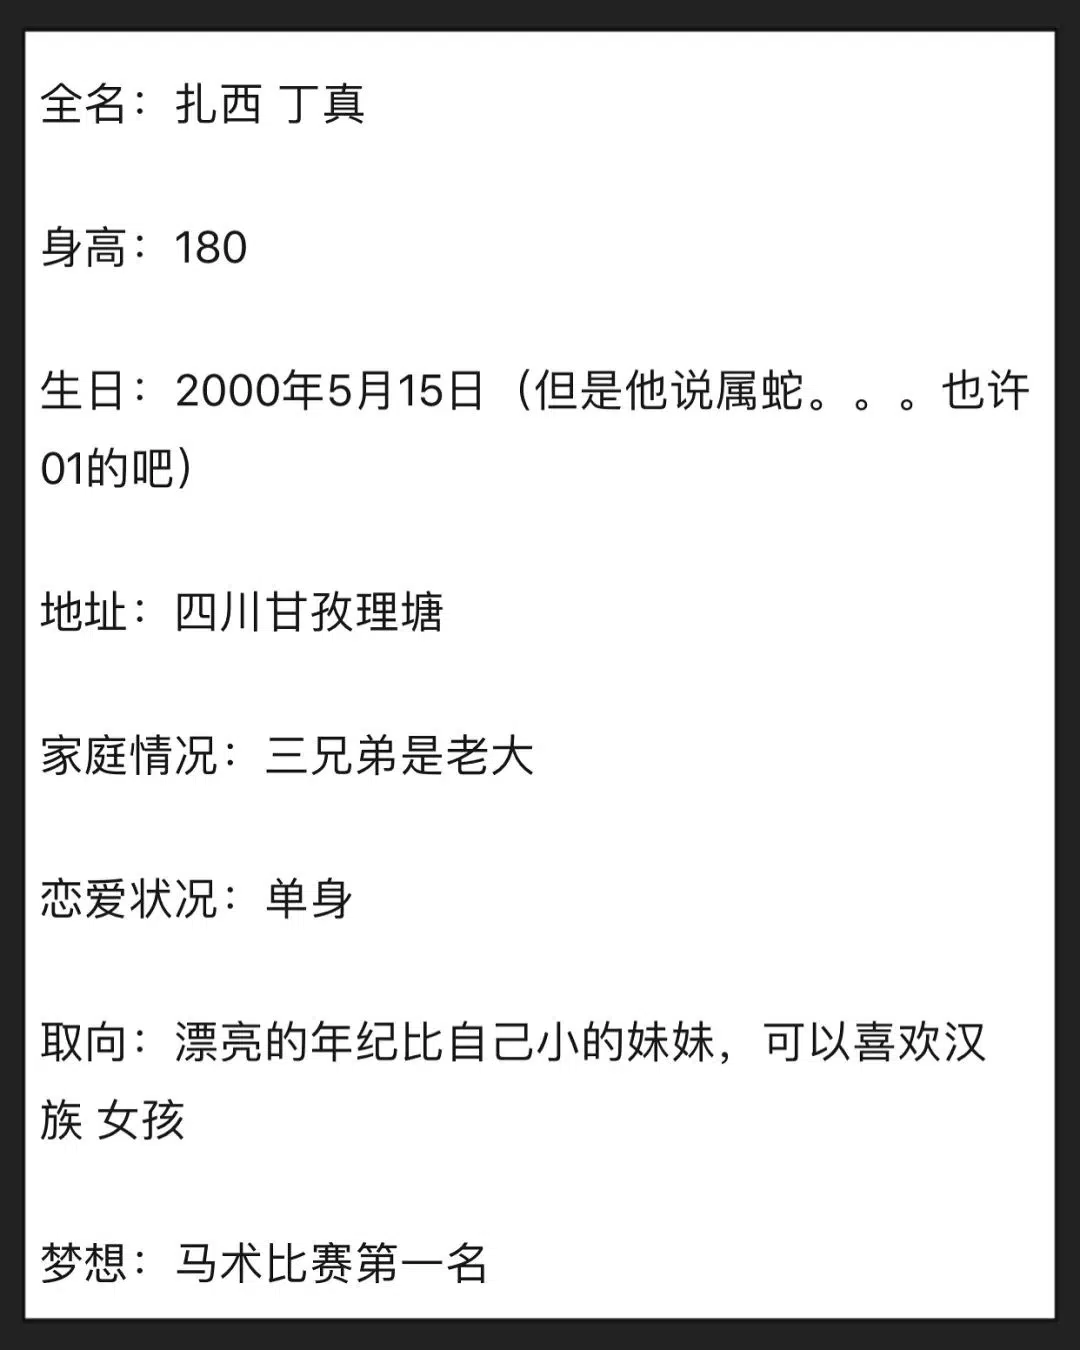 全名：扎西 丁真
身高：180
生日：2000年5月15日（但是他说属蛇。。。也许
01的吧）
地址：四川甘孜理塘
家庭情况：三兄弟是老大
恋爱状况：单身
取向：漂亮的年纪比自己小的妹妹，可以喜欢汉
族 女孩
梦想：马术比赛第一名